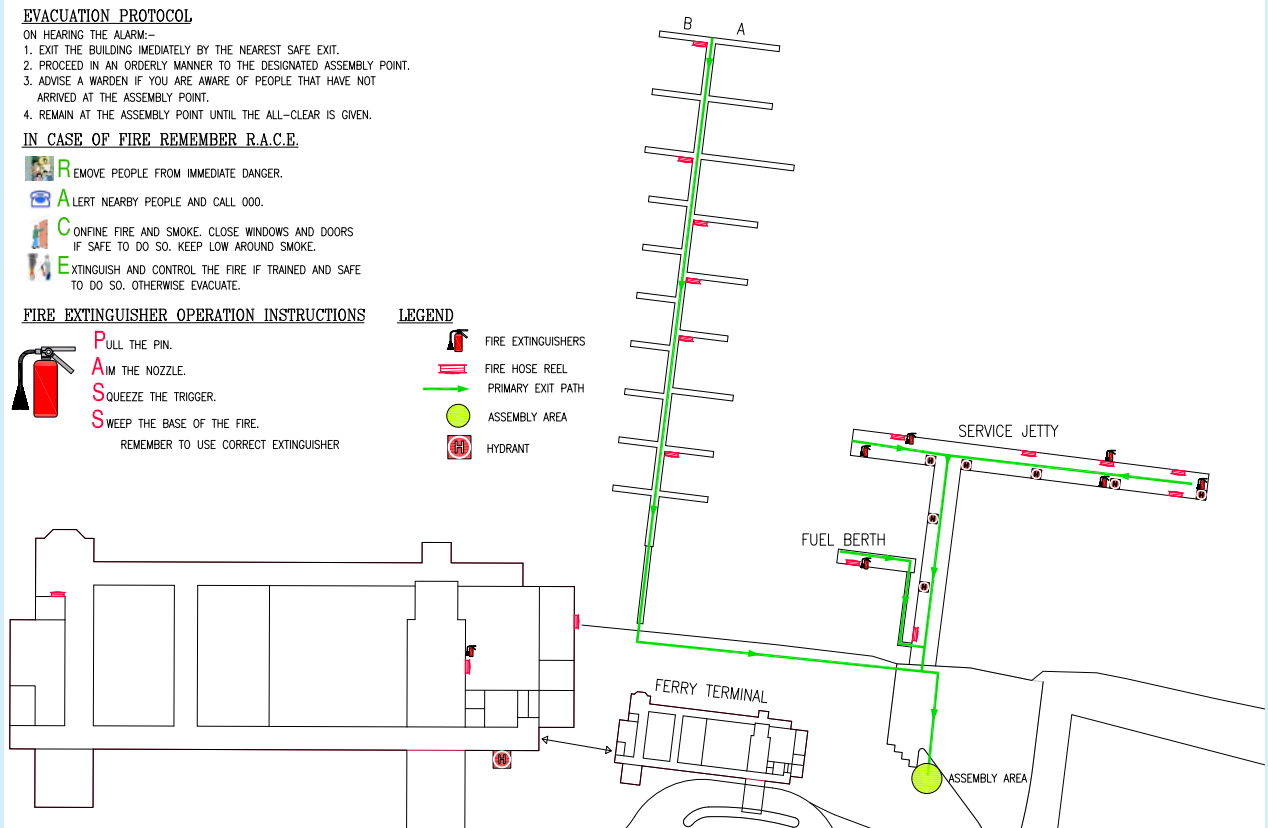 EVACUATION PROTOCOL
ON HEARING THE ALARM:–
1. EXIT THE BUILDING IMEDIATELY BY THE NEAREST SAFE EXIT.
2. PROCEED IN AN ORDERLY MANNER TO THE DESIGNATED ASSEMBLY POINT.
3. ADVISE A WARDEN IF YOU ARE AWARE OF PEOPLE THAT HAVE NOT
ARRIVED AT THE ASSEMBLY POINT.
4. REMAIN AT THE ASSEMBLY POINT UNTIL THE ALL–CLEAR IS GIVEN.
IN CASE OF FIRE REMEMBER R.A.C.E.
REMOVE PEOPLE FROM IMMEDIATE DANGER.
ALERT NEARBY PEOPLE AND CALL 000.
CONFINE FIRE AND SMOKE. CLOSE WINDOWS AND DOORS
IF SAFE TO DO SO. KEEP LOW AROUND SMOKE.
EXTINGUISH AND CONTROL THE FIRE IF TRAINED AND SAFE
TO DO SO. OTHERWISE EVACUATE.
FIRE EXTINGUISHER OPERATION INSTRUCTIONS
PULL THE PIN.
AIM THE NOZZLE.
SQUEEZE THE TRIGGER.
SWEEP THE BASE OF THE FIRE.
REMEMBER TO USE CORRECT EXTINGUISHER
LEGEND
FIRE EXTINGUISHERS
FIRE HOSE REEL
PRIMARY EXIT PATH
ASSEMBLY AREA
H HYDRANT
B A
SERVICE JETTY
FUEL BERTH
FERRY TERMINAL
ASSEMBLY AREA
H